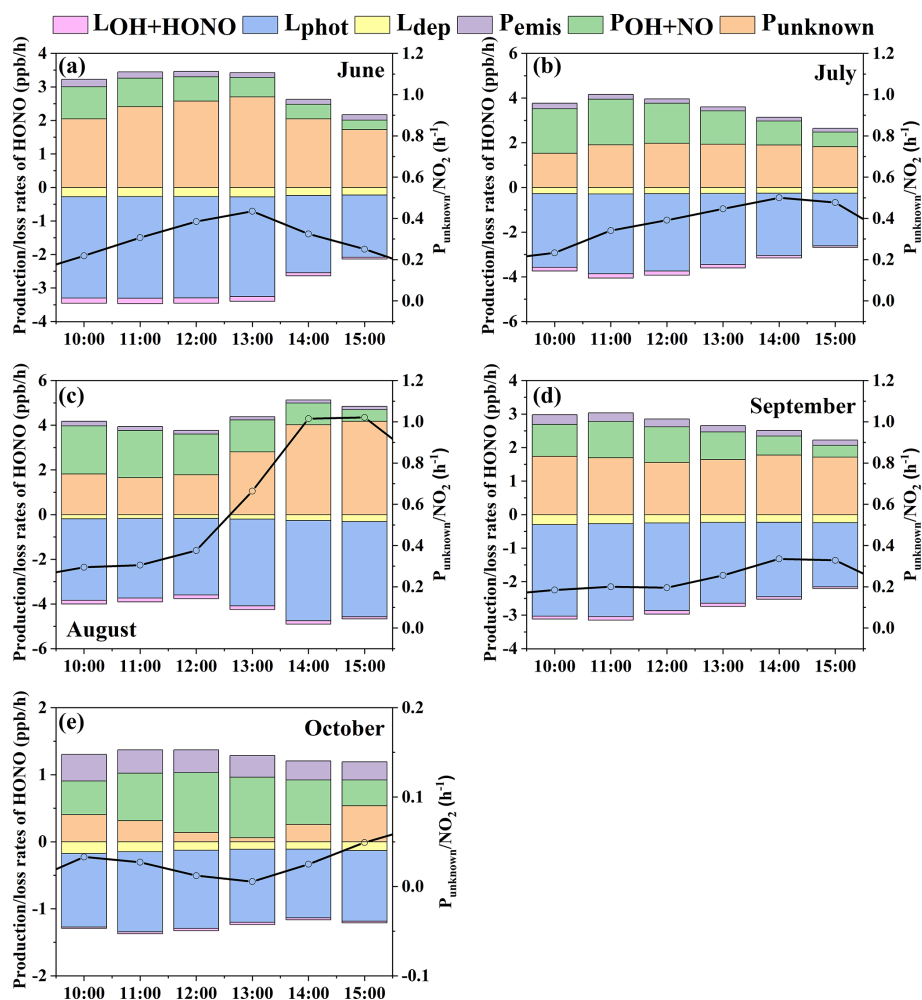 LOH+HONO Lphot Ldep Pemis POH+NO Punknown
(a) June
Production/loss rates of HONO (ppb/h)
4
3
2
1
0
-1
-2
-3
-4
10:00 11:00 12:00 13:00 14:00 15:00
1.2
1.0
0.8
0.6
0.4
0.2
0.0
Punknown/NO2 (h-1)
(b) July
Production/loss rates of HONO (ppb/h)
6
4
2
0
-2
-4
-6
10:00 11:00 12:00 13:00 14:00 15:00
1.2
1.0
0.8
0.6
0.4
0.2
0.0
Punknown/NO2 (h-1)
(c)
August
Production/loss rates of HONO (ppb/h)
6
4
2
0
-2
-4
-6
10:00 11:00 12:00 13:00 14:00 15:00
1.2
1.0
0.8
0.6
0.4
0.2
0.0
Punknown/NO2 (h-1)
(d)
September
Production/loss rates of HONO (ppb/h)
4
3
2
1
0
-1
-2
-3
-4
10:00 11:00 12:00 13:00 14:00 15:00
1.2
1.0
0.8
0.6
0.4
0.2
0.0
Punknown/NO2 (h-1)
(e)
October
Production/loss rates of HONO (ppb/h)
2
1
0
-1
-2
10:00 11:00 12:00 13:00 14:00 15:00
0.2
0.1
0.0
-0.1
Punknown/NO2 (h-1)